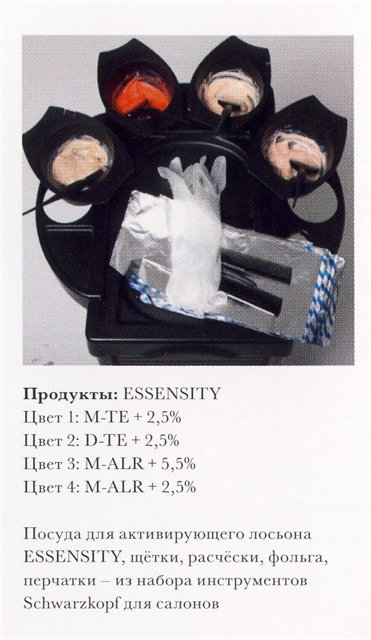 Продукты: ESSENSITY
Цвет 1: M-TE + 2,5%
Цвет 2: D-TE + 2,5%
Цвет 3: M-ALR + 5,5%
Цвет 4: M-ALR + 2,5%
Посуда для активирующего лосьона
ESSENSITY, щётки, расчёски, фольга,
перчатки – из набора инструментов
Schwarzkopf для салонов